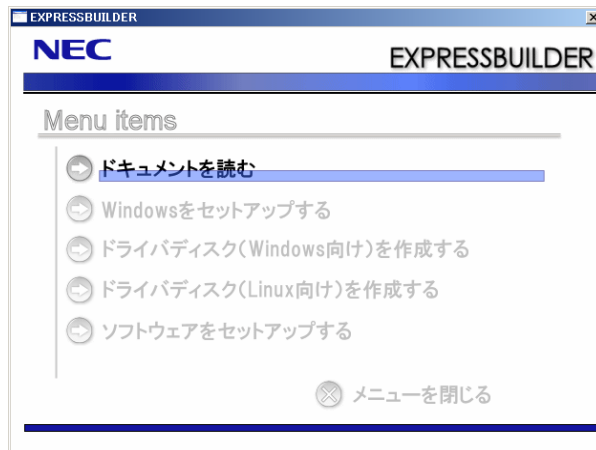 EXPRESSBUILDER
NEC
EXPRESSBUILDER
Menu items
ドキュメントを読む
Windowsをセットアップする
ドライバディスク(Windows向け)を作成する
ドライバディスク(Linux向け)を作成する
ソフトウェアをセットアップする
メニューを閉じる